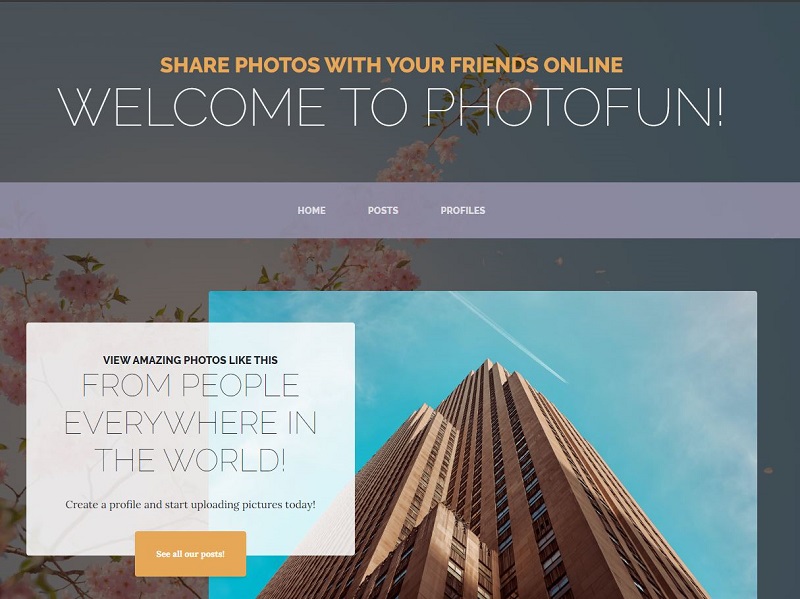 SHARE PHOTOS WITH YOUR FRIENDS ONLINE
WELCOME TO PHOTOFUN!
HOME POSTS PROFILES
VIEW AMAZING PHOTOS LIKE THIS
FROM PEOPLE
EVERYWHERE IN
THE WORLD!
Create a profile and start uploading pictures today!
See all our posts!